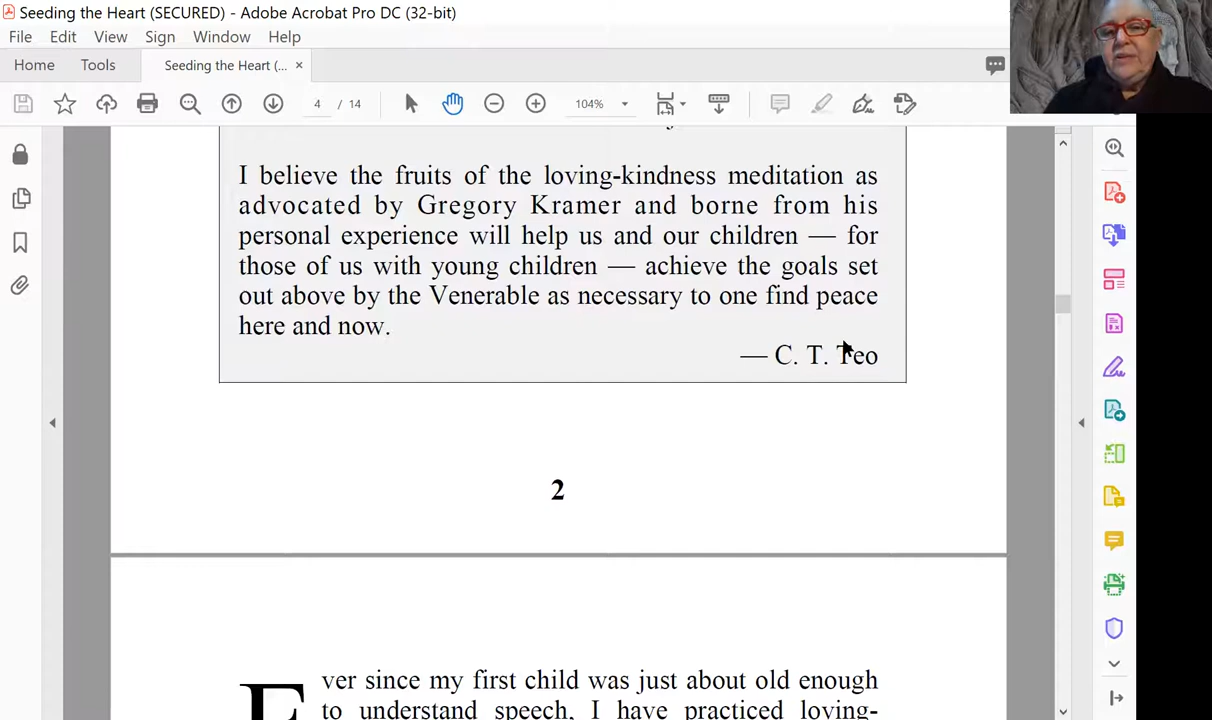 Seeding the Heart (SECURED) - Adobe Acrobat Pro DC (32-bit)
File Edit View Sign Window Help
Home Tools Seeding the Heart (... ×
4 / 14 104%
I believe the fruits of the loving-kindness meditation as
advocated by Gregory Kramer and borne from his
personal experience will help us and our children — for
those of us with young children — achieve the goals set
out above by the Venerable as necessary to one find peace
here and now.
— C. T. Teo
2
Ever since my first child was just about old enough
to understand speech, I have practiced loving-